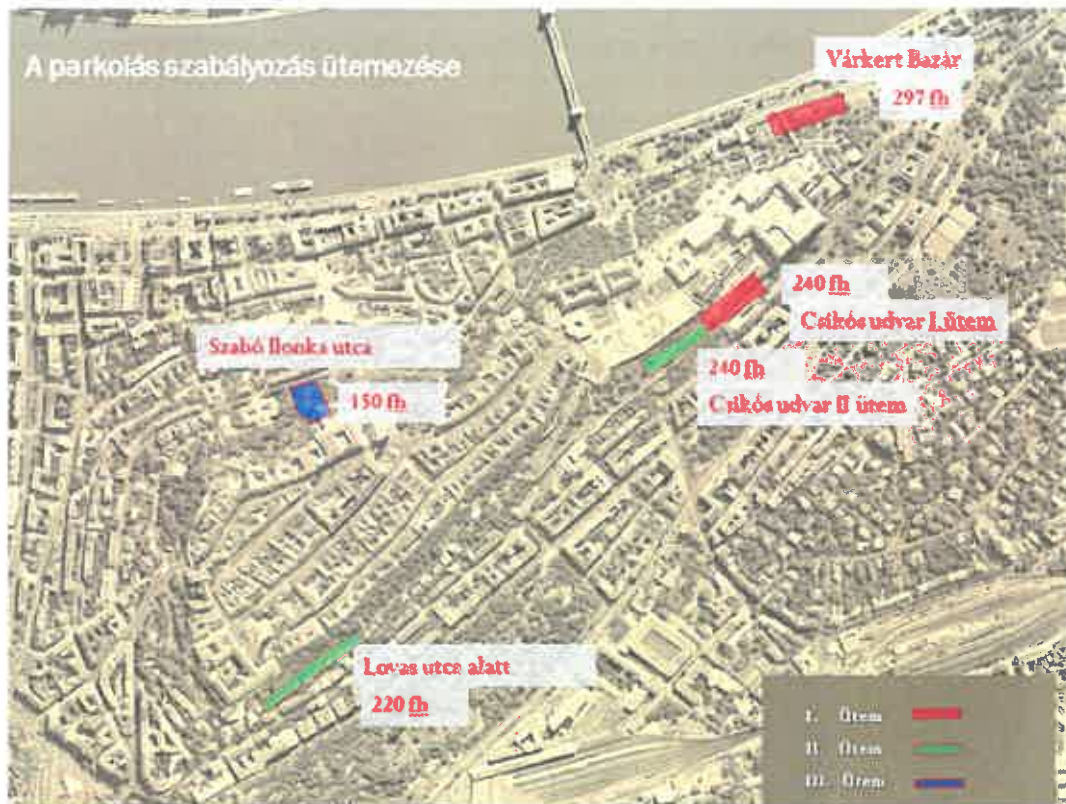 A parkolás szabályozás ütemezése
Várkert Bazár
297 fh
240 fh
Csikós udvar I.ütem
Szabó Ilonka utca
150 fh
240 fh
Csikós udvar II ütem
Lovas utca alatt
220 fh
I. Ütem
II. Ütem
III. Ütem